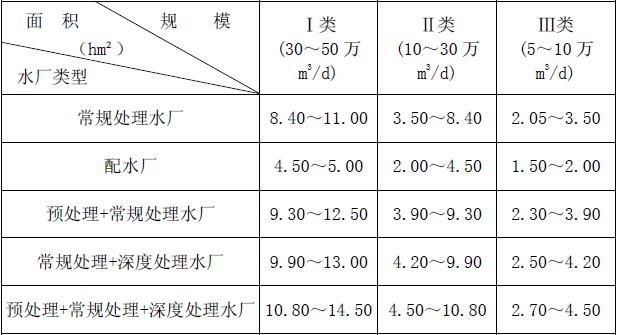 面 积 规 模
（hm²）
水厂类型
Ⅰ类
(30～50 万
m³/d)
Ⅱ类
(10～30 万
m³/d)
Ⅲ类
(5～10 万
m³/d)
常规处理水厂 8.40～11.00 3.50～8.40 2.05～3.50
配水厂 4.50～5.00 2.00～4.50 1.50～2.00
预处理+常规处理水厂 9.30～12.50 3.90～9.30 2.30～3.90
常规处理+深度处理水厂 9.90～13.00 4.20～9.90 2.50～4.20
预处理+常规处理+深度处理水厂 10.80～14.50 4.50～10.80 2.70～4.50